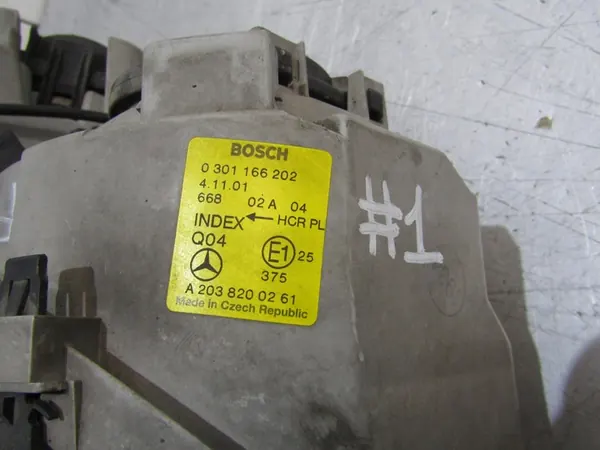 BOSCH
0 301 166 202
4.11.01
668 02 A 04
INDEX ← HCR PL
Q04
E1 25
375
A 203 820 02 61
Made in Czech Republic
#1